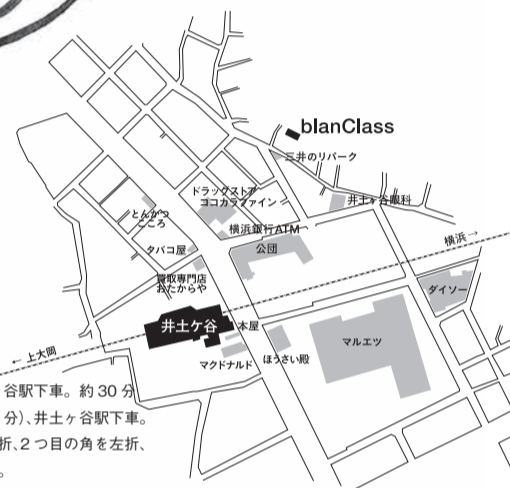 blanClass
三井のリパーク
ドラッグストア
ココカラファイン
井土ヶ谷眼科
とんかつ
こころ
横浜銀行ATM
タバコ屋
公団
横浜→
買取専門店
おたからや
ダイソー
井土ケ谷
本屋
マルエツ
ほうさい殿
マクドナルド
←上大岡
谷駅下車。約30分
分)、井土ヶ谷駅下車。
折、2つ目の角を左折、
。